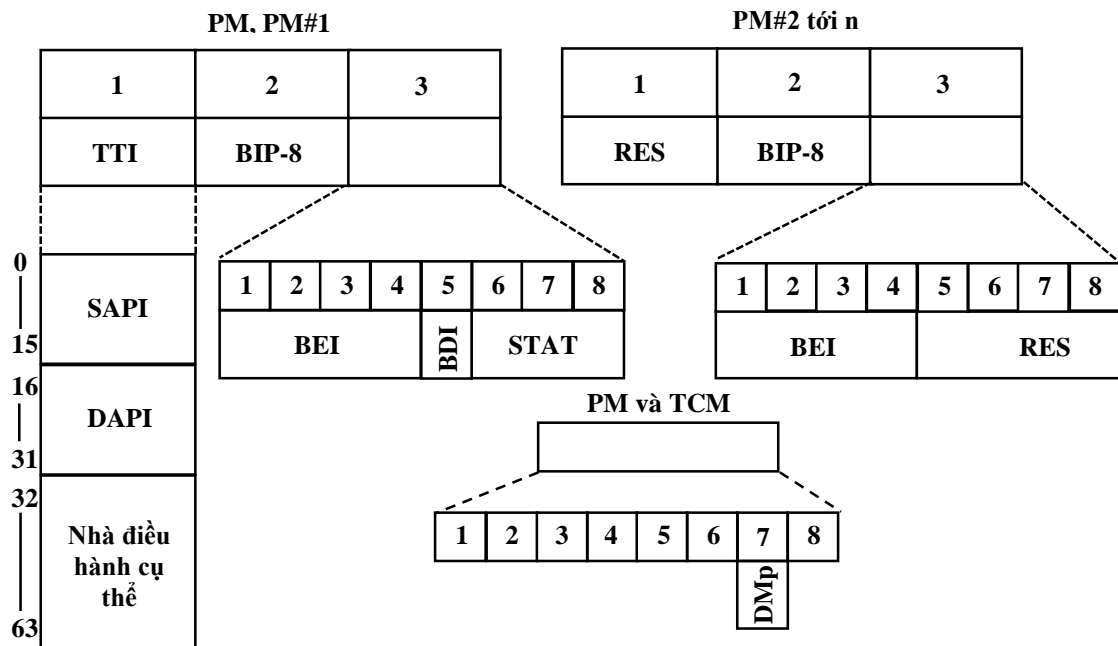 PM, PM#1
PM#2 tới n
1 2 3
1 2 3
TTI BIP-8
RES BIP-8
0
SAPI
15
16
DAPI
31
32
Nhà điều
hành cụ
thể
63
1 2 3 4 5 6 7 8
BEI BDI STAT
1 2 3 4 5 6 7 8
BEI RES
PM và TCM
1 2 3 4 5 6 7 8
DMp